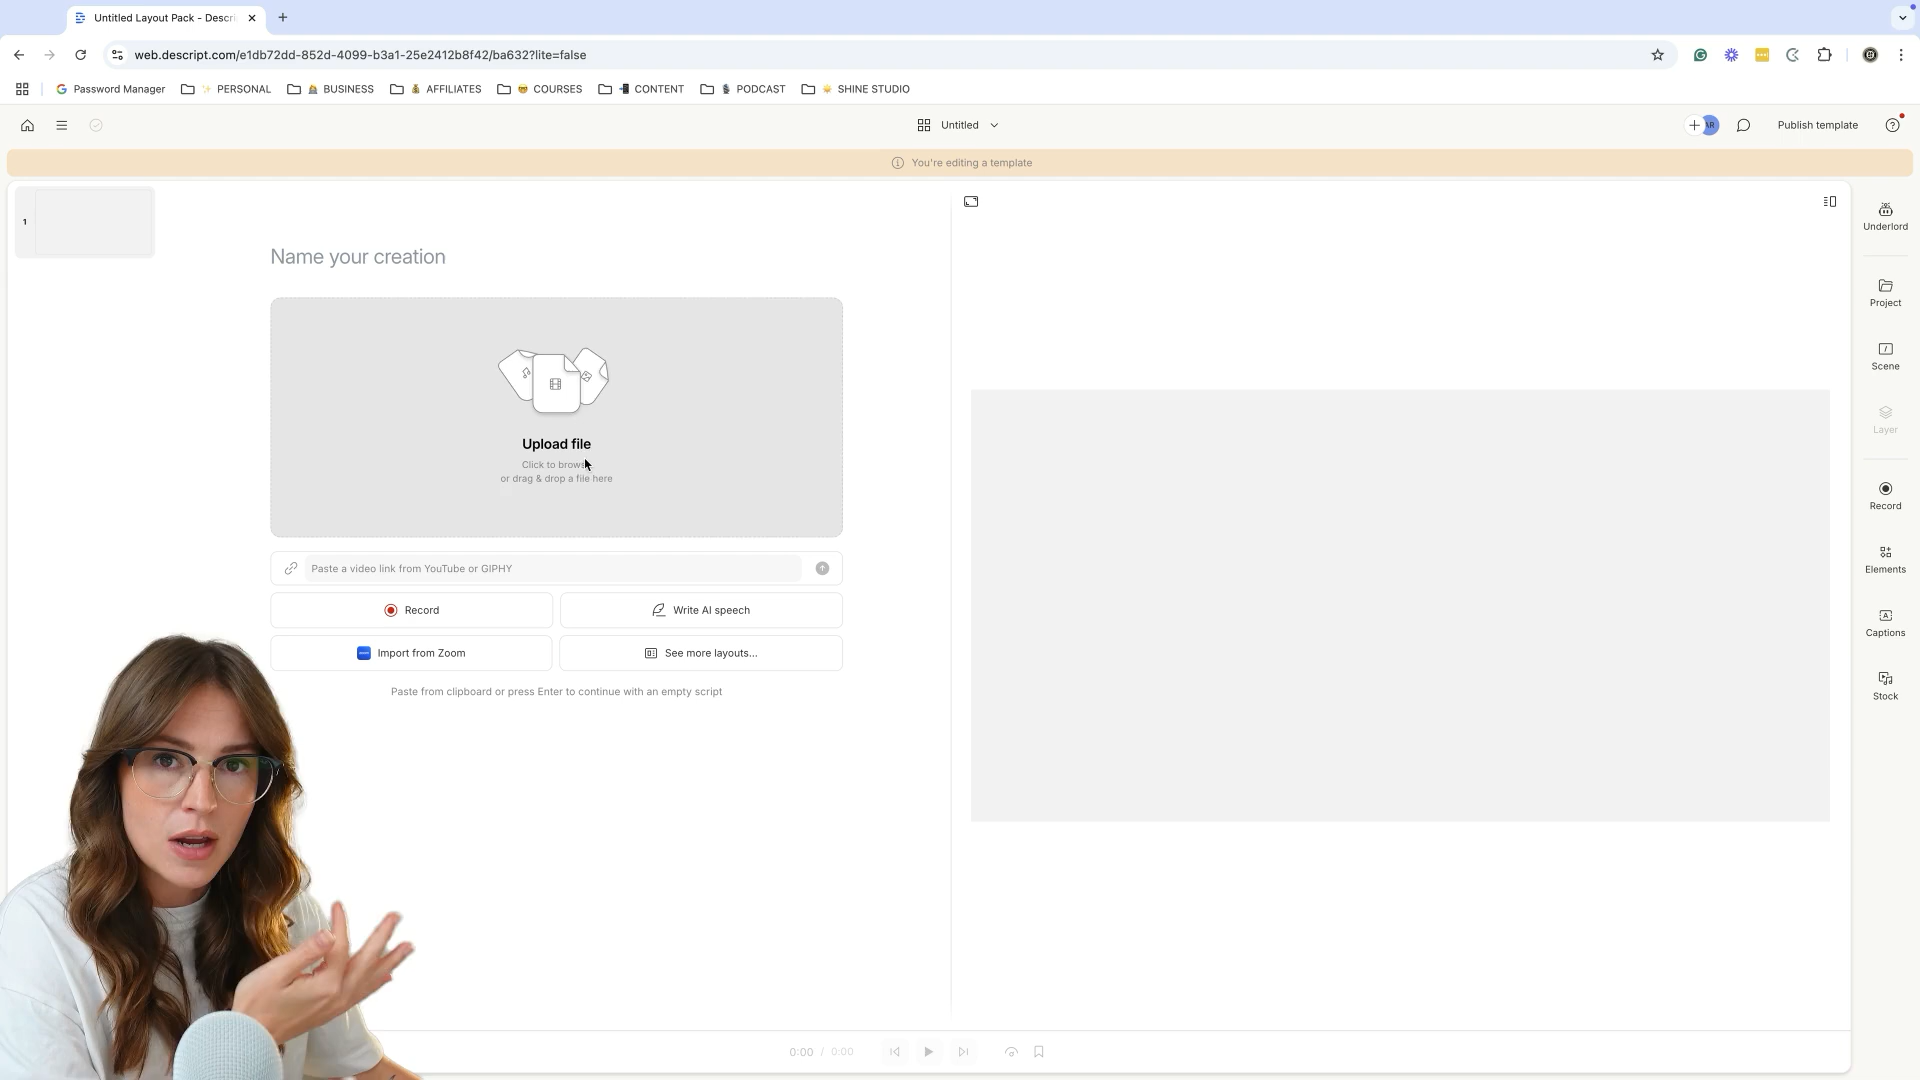 Untitled Layout Pack - Descri
web.descript.com/e1db72dd-852d-4099-b3a1-25e2412b8f42/ba632?lite=false
Password Manager PERSONAL BUSINESS AFFILIATES COURSES CONTENT PODCAST SHINE STUDIO
Untitled
AR
Publish template
You're editing a template
1
Name your creation
Upload file
Click to brows
or drag & drop a file here
Paste a video link from YouTube or GIPHY
Record
Write AI speech
Import from Zoom
See more layouts...
Paste from clipboard or press Enter to continue with an empty script
0:00 / 0:00
Underlord
Project
Scene
Layer
Record
Elements
Captions
Stock